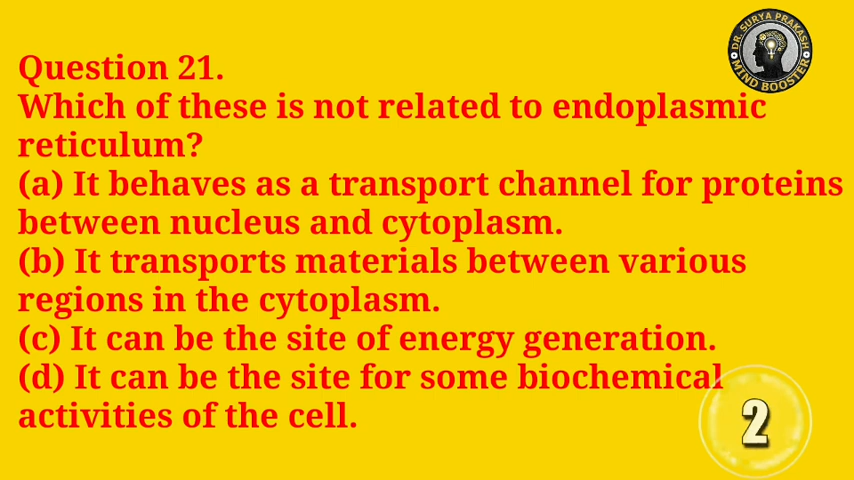 DR. SURYA PRAKASH
MIND BOOSTER
Question 21.
Which of these is not related to endoplasmic
reticulum?
(a) It behaves as a transport channel for proteins
between nucleus and cytoplasm.
(b) It transports materials between various
regions in the cytoplasm.
(c) It can be the site of energy generation.
(d) It can be the site for some biochemical
activities of the cell.
2